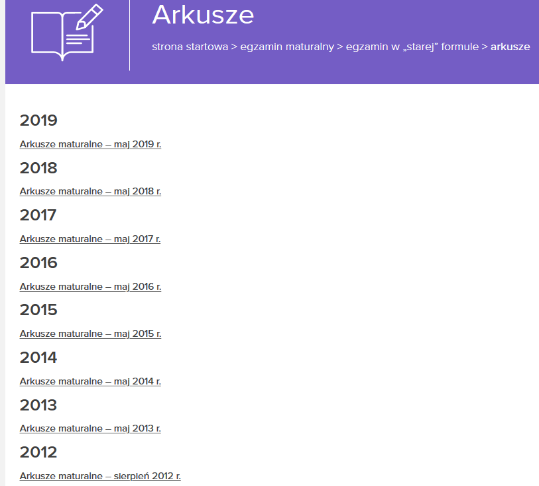 Arkusze
strona startowa > egzamin maturalny > egzamin w „starej” formule > arkusze
2019
Arkusze maturalne – maj 2019 r.
2018
Arkusze maturalne – maj 2018 r.
2017
Arkusze maturalne – maj 2017 r.
2016
Arkusze maturalne – maj 2016 r.
2015
Arkusze maturalne – maj 2015 r.
2014
Arkusze maturalne – maj 2014 r.
2013
Arkusze maturalne – maj 2013 r.
2012
Arkusze maturalne – sierpień 2012 r.